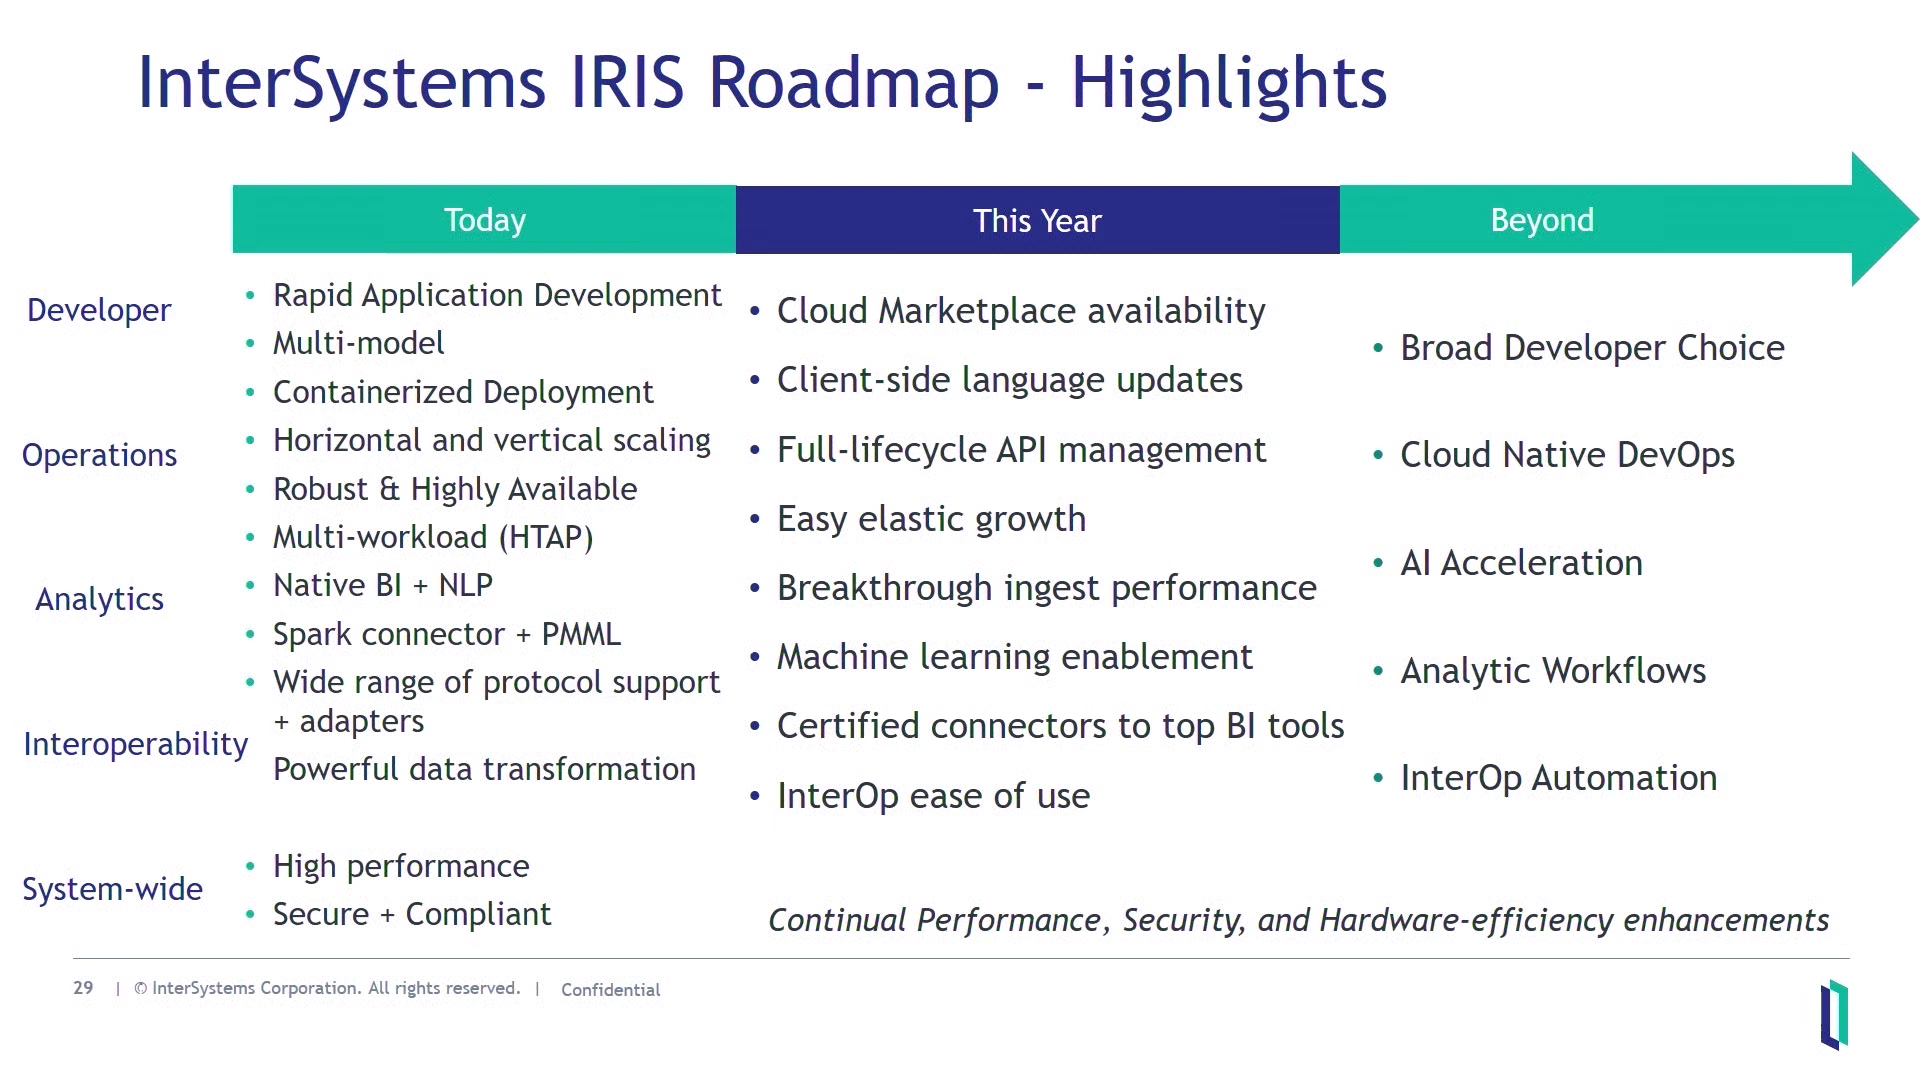 InterSystems IRIS Roadmap - Highlights
Today
This Year
Beyond
Developer
Operations
Analytics
Interoperability
System-wide
• Rapid Application Development
• Multi-model
• Containerized Deployment
• Horizontal and vertical scaling
• Robust & Highly Available
• Multi-workload (HTAP)
• Native BI + NLP
• Spark connector + PMML
• Wide range of protocol support
+ adapters
Powerful data transformation
• High performance
• Secure + Compliant
• Cloud Marketplace availability
• Client-side language updates
• Full-lifecycle API management
• Easy elastic growth
• Breakthrough ingest performance
• Machine learning enablement
• Certified connectors to top BI tools
• InterOp ease of use
• Broad Developer Choice
• Cloud Native DevOps
• AI Acceleration
• Analytic Workflows
• InterOp Automation
Continual Performance, Security, and Hardware-efficiency enhancements
29 | © InterSystems Corporation. All rights reserved. | Confidential